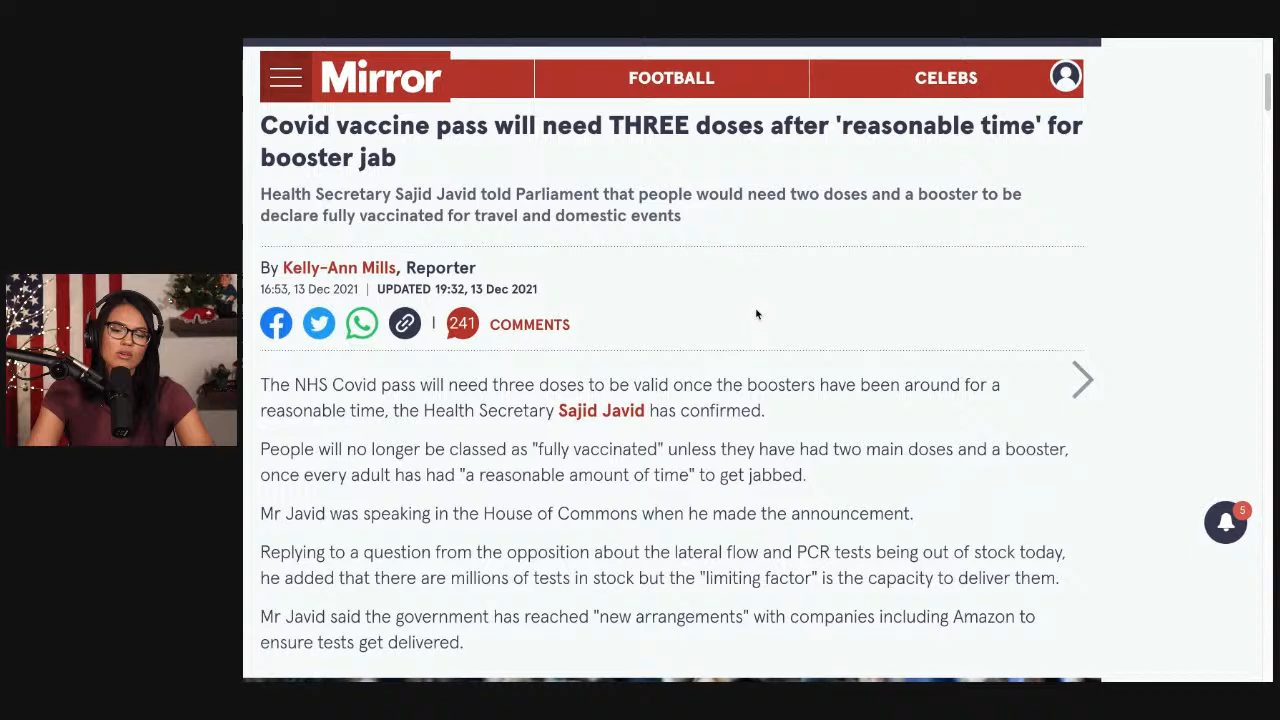 Mirror
FOOTBALL
CELEBS
Covid vaccine pass will need THREE doses after 'reasonable time' for
booster jab
Health Secretary Sajid Javid told Parliament that people would need two doses and a booster to be
declare fully vaccinated for travel and domestic events
By Kelly-Ann Mills, Reporter
16:53, 13 Dec 2021 | UPDATED 19:32, 13 Dec 2021
241 COMMENTS
The NHS Covid pass will need three doses to be valid once the boosters have been around for a
reasonable time, the Health Secretary Sajid Javid has confirmed.
People will no longer be classed as "fully vaccinated" unless they have had two main doses and a booster,
once every adult has had "a reasonable amount of time" to get jabbed.
Mr Javid was speaking in the House of Commons when he made the announcement.
5
Replying to a question from the opposition about the lateral flow and PCR tests being out of stock today,
he added that there are millions of tests in stock but the "limiting factor" is the capacity to deliver them.
Mr Javid said the government has reached "new arrangements" with companies including Amazon to
ensure tests get delivered.